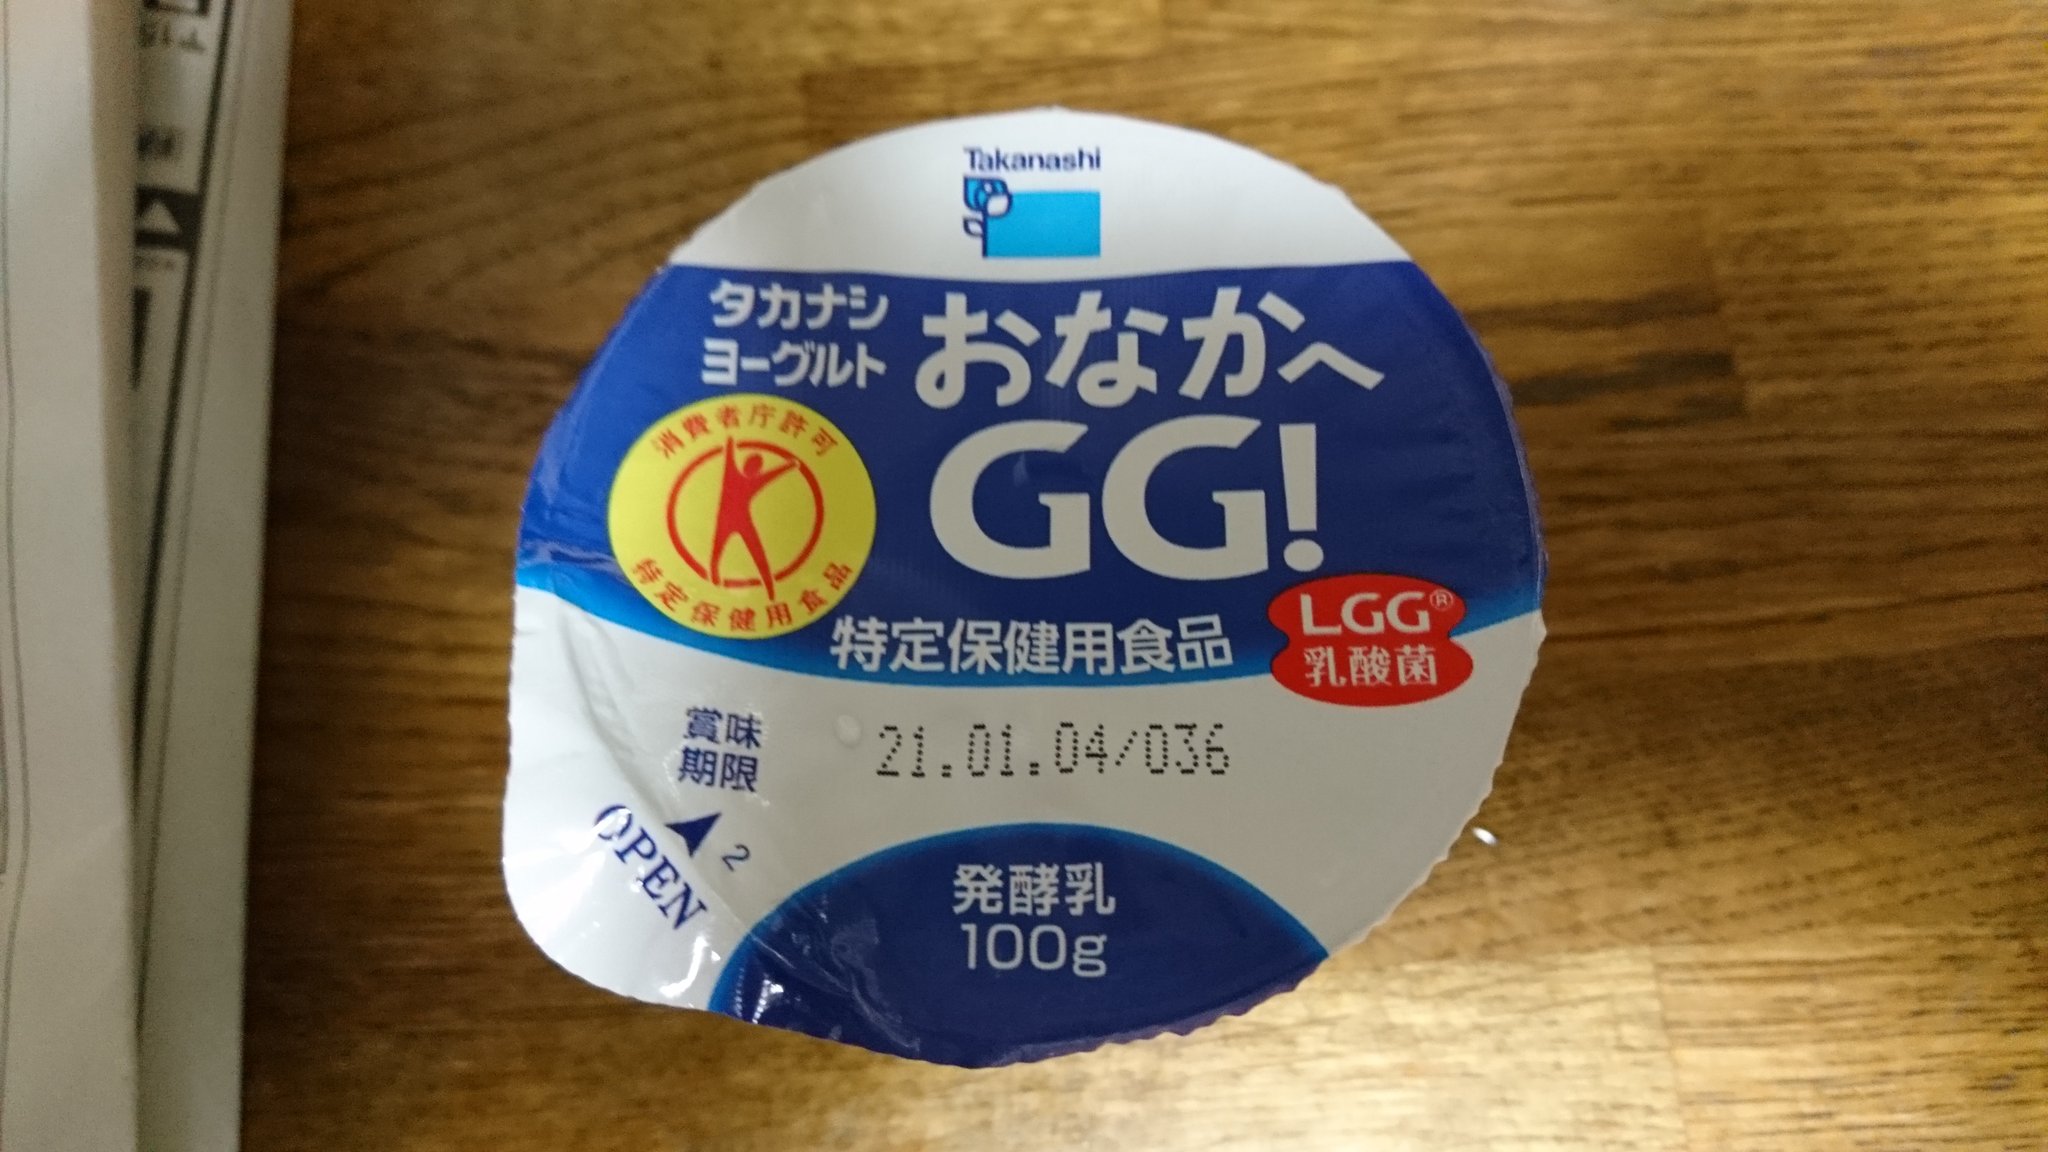 Takanashi
タカナシ
ヨーグルト
おなかへ
GG!
消費者庁許可
特定保健用食品
特定保健用食品
LGG®
乳酸菌
賞味
期限
21.01.04/036
OPEN
2
発酵乳
100g